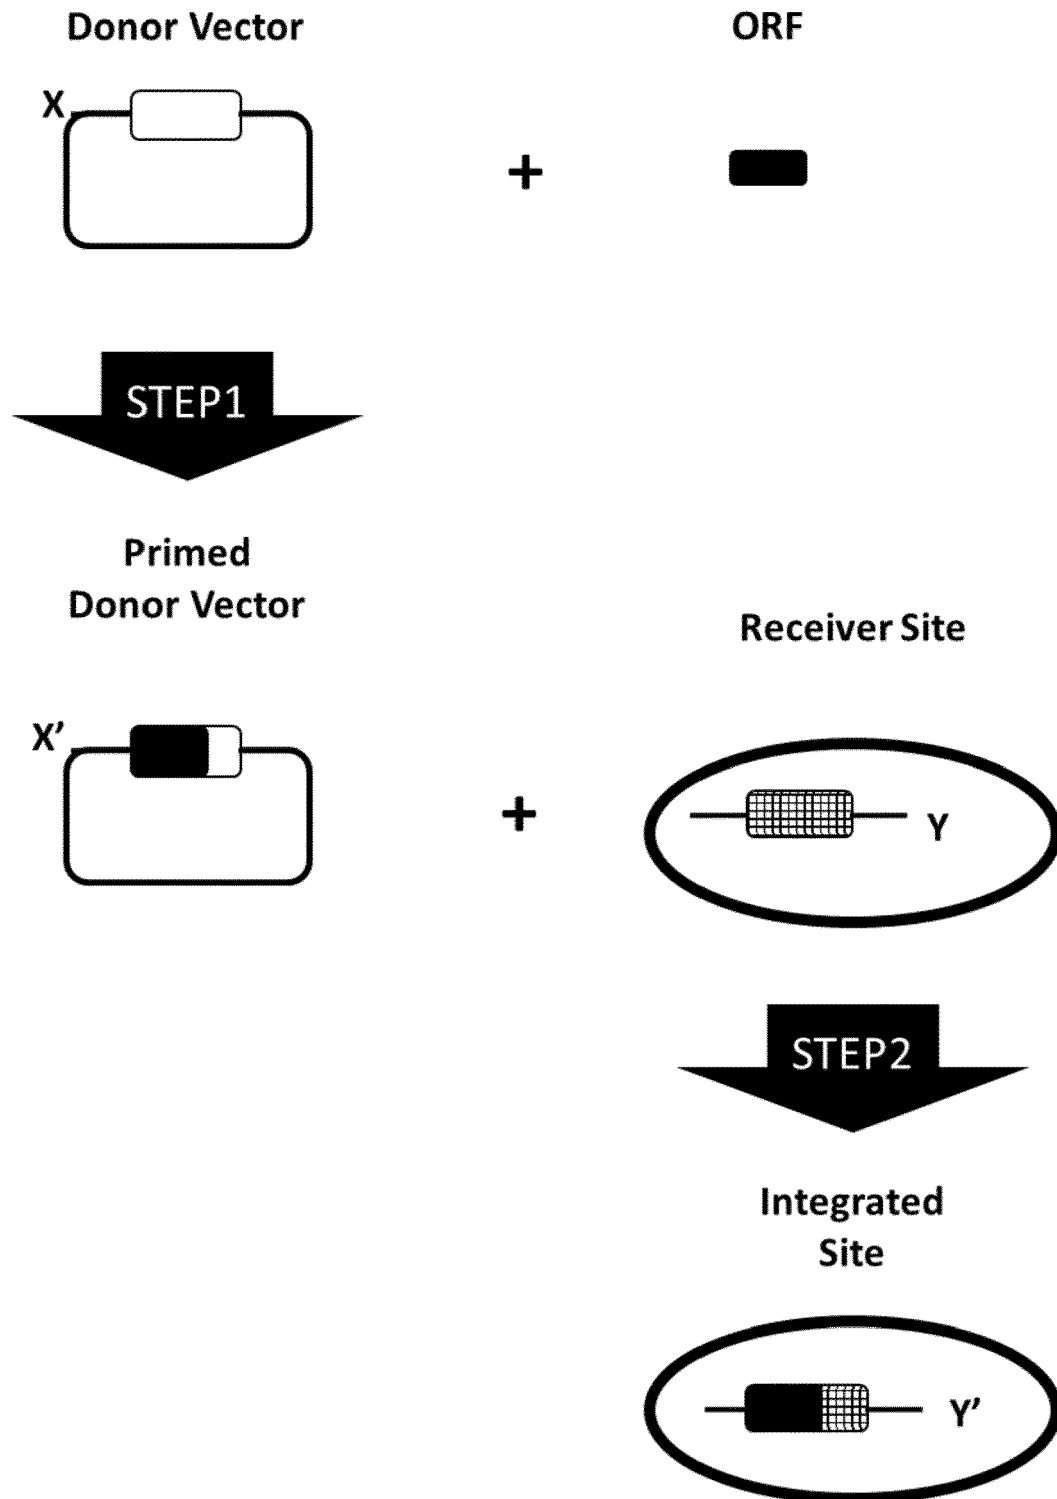 Donor Vector
ORF
X
+
STEP1
Primed
Donor Vector
Receiver Site
X’
+
Y
STEP2
Integrated
Site
Y’